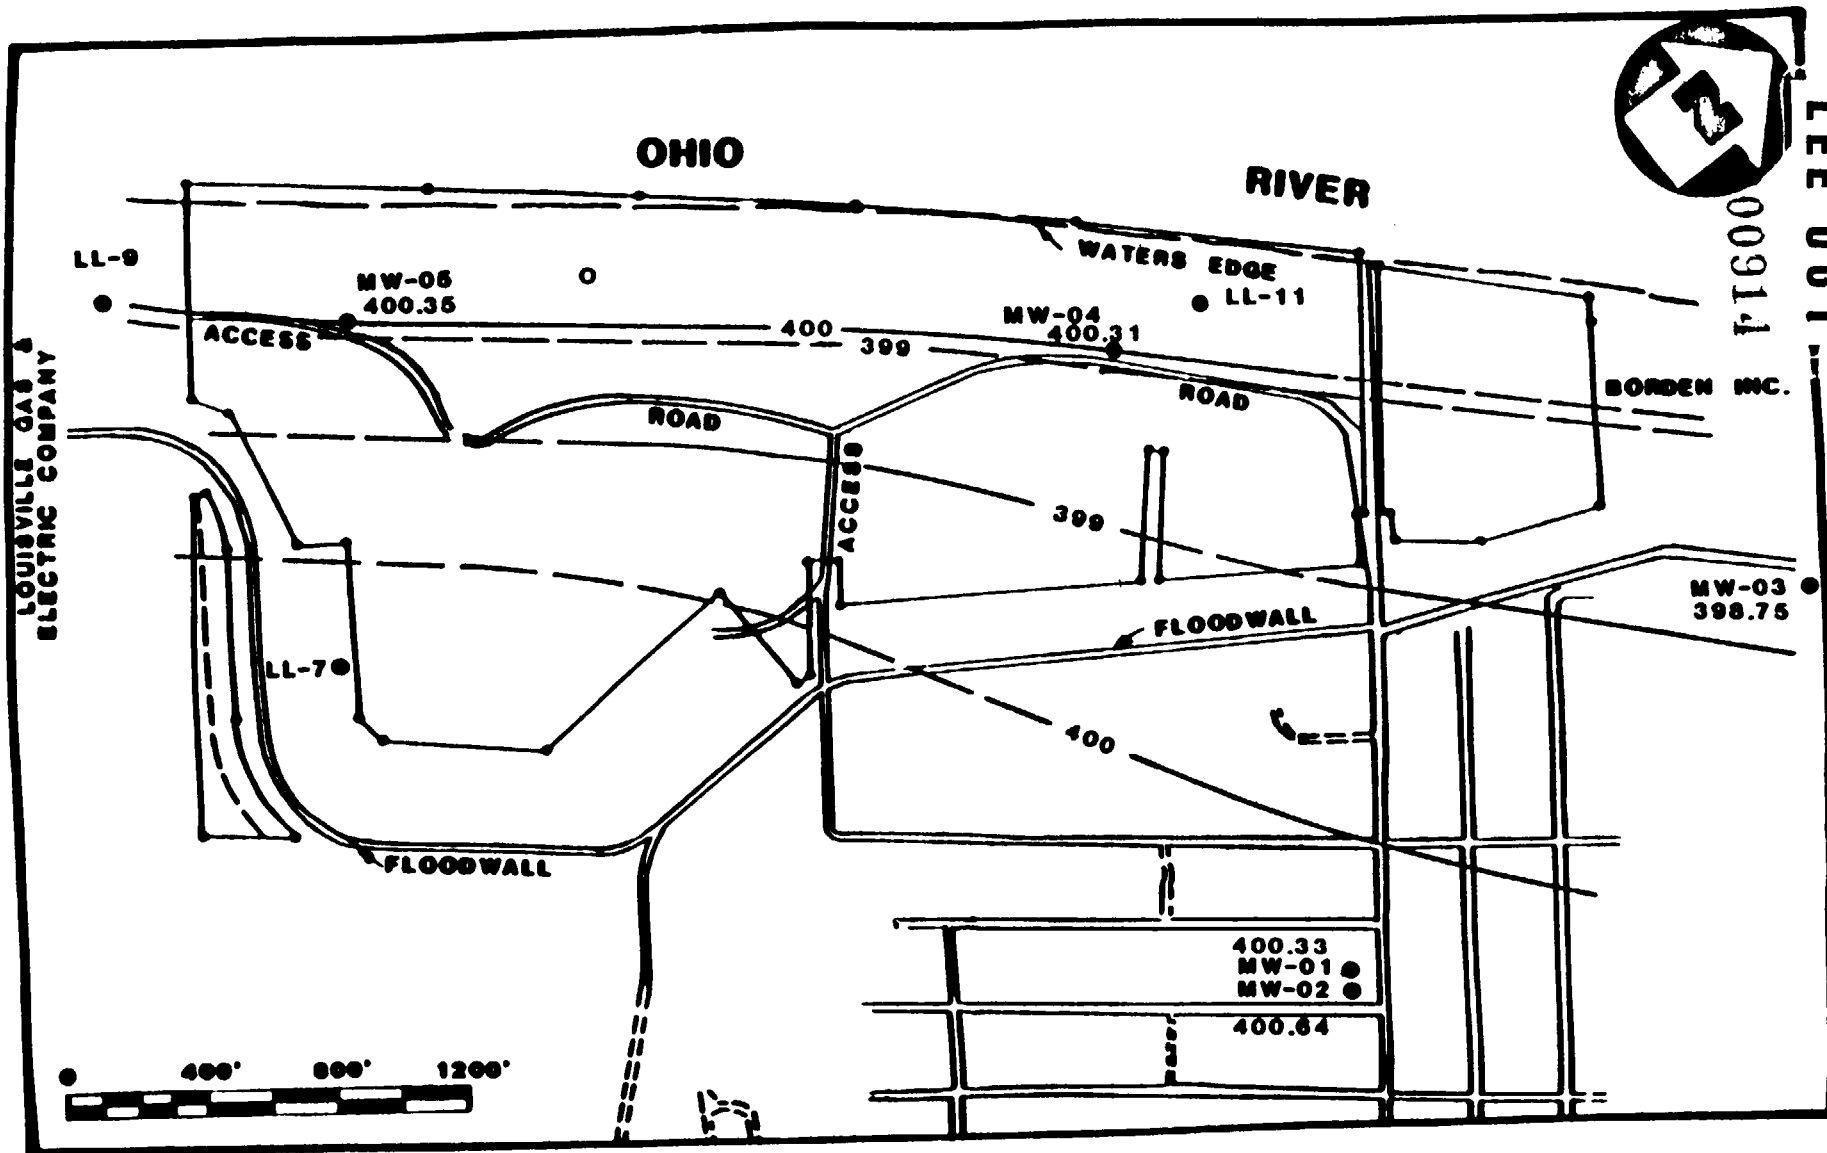 OHIO
RIVER
WATERS EDGE
LL-9
MW-05
400.35
LL-11
MW-04
400.31
ACCESS
400
399
ROAD
ROAD
BORDEN INC.
00914
LOUISVILLE GAS &
ELECTRIC COMPANY
ACCESS
399
MW-03
398.75
FLOODWALL
LL-7
400
FLOODWALL
400.33
MW-01
MW-02
400.64
400'
800'
1200'